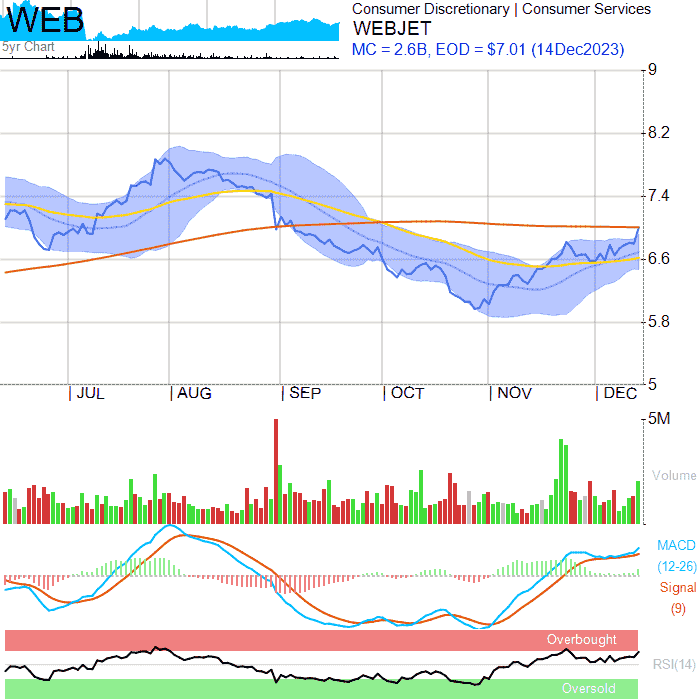 WEB
5yr Chart
Consumer Discretionary | Consumer Services
WEBJET
MC = 2.6B, EOD = $7.01 (14Dec2023)
9
8.2
7.4
6.6
5.8
5
JUL AUG SEP OCT NOV DEC
5M
Volume
MACD
(12-26)
Signal
(9)
Overbought
RSI(14)
Oversold